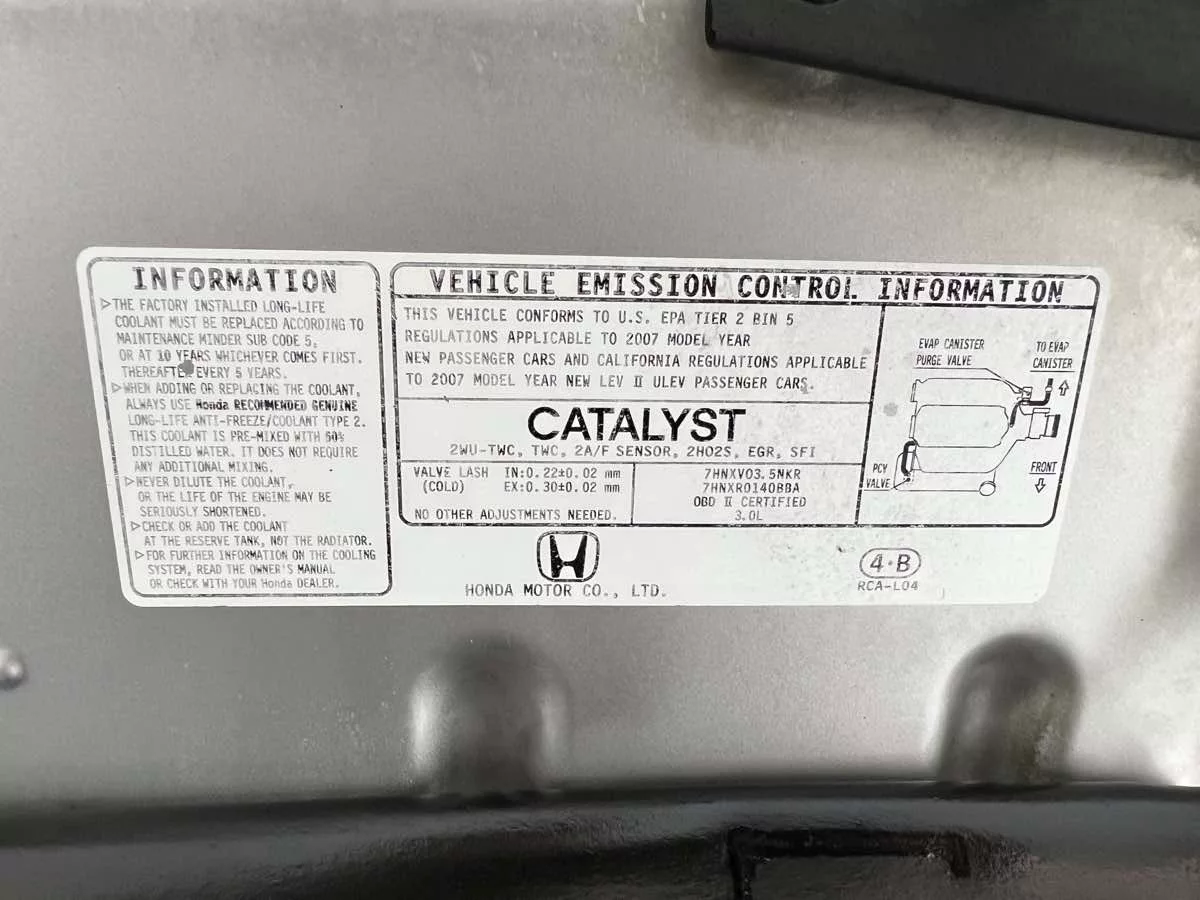 INFORMATION
▷THE FACTORY INSTALLED LONG-LIFE
COOLANT MUST BE REPLACED ACCORDING TO
MAINTENANCE MINDER SUB CODE 5,
OR AT 10 YEARS WHICHEVER COMES FIRST.
THEREAFTER EVERY 5 YEARS.
▷WHEN ADDING OR REPLACING THE COOLANT,
ALWAYS USE Honda RECOMMENDED GENUINE
LONG-LIFE ANTI-FREEZE/COOLANT TYPE 2.
THIS COOLANT IS PRE-MIXED WITH 50%
DISTILLED WATER. IT DOES NOT REQUIRE
ANY ADDITIONAL MIXING.
▷NEVER DILUTE THE COOLANT,
OR THE LIFE OF THE ENGINE MAY BE
SERIOUSLY SHORTENED.
▷CHECK OR ADD THE COOLANT
AT THE RESERVE TANK, NOT THE RADIATOR.
▷FOR FURTHER INFORMATION ON THE COOLING
SYSTEM, READ THE OWNER'S MANUAL
OR CHECK WITH YOUR Honda DEALER.
VEHICLE EMISSION CONTROL INFORMATION
THIS VEHICLE CONFORMS TO U.S. EPA TIER 2 BIN 5
REGULATIONS APPLICABLE TO 2007 MODEL YEAR
NEW PASSENGER CARS AND CALIFORNIA REGULATIONS APPLICABLE
TO 2007 MODEL YEAR NEW LEV II ULEV PASSENGER CARS.
CATALYST
2WU-TWC, TWC, 2A/F SENSOR, 2HO2S, EGR, SFI
VALVE LASH IN:0.22±0.02 mm
(COLD) EX:0.30±0.02 mm
NO OTHER ADJUSTMENTS NEEDED.
7HNXV03.5NKR
7HNXR0140BBA
OBD II CERTIFIED
3.0L
EVAP CANISTER
PURGE VALVE
TO EVAP
CANISTER
PCV
VALVE
FRONT
HONDA MOTOR CO., LTD.
4·B
RCA-L04